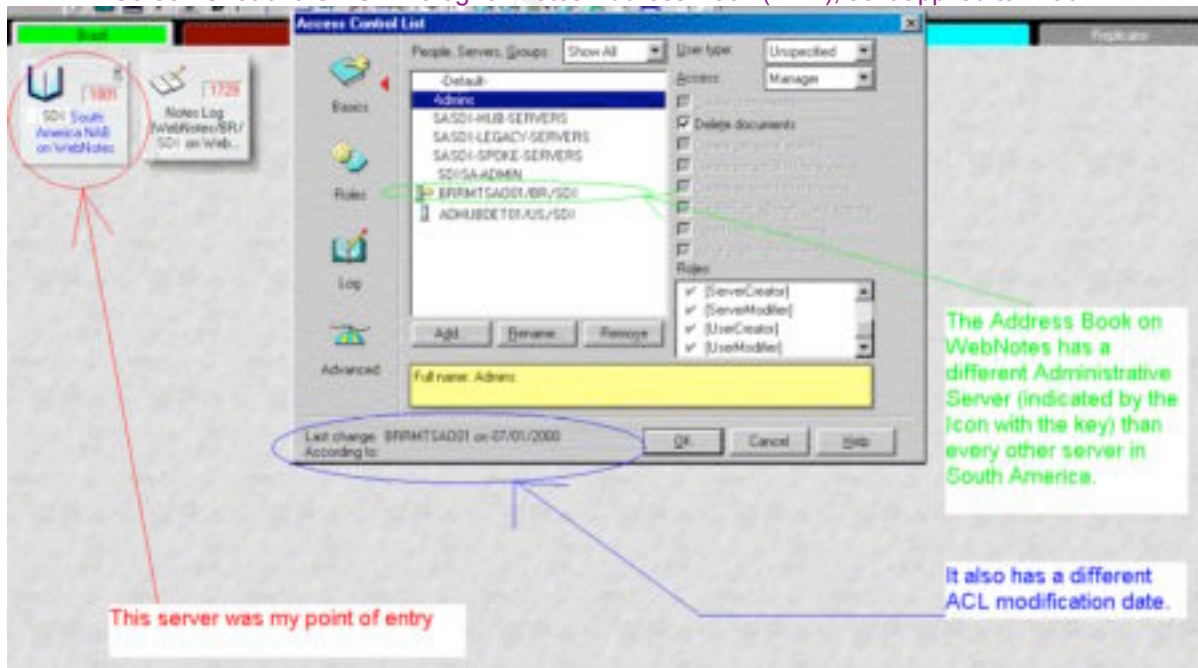 Brazil
Replicator
1801
SDI South
America NAB
on WebNotes
1729
Notes Log
(WebNotes/BR/
SDI on Web...
Access Control List
People, Servers, Groups: Show All
-Default-
Admins
SASDI-HUB-SERVERS
SASDI-LEGACY-SERVERS
SASDI-SPOKE-SERVERS
SDISA-ADMIN
BRRMTSAO01/BR/SDI
ADHUBDET01/US/SDI
User type: Unspecified
Access: Manager
Delete documents
Roles
[ServerCreator]
[ServerModifier]
[UserCreator]
[UserModifier]
Basics
Roles
Log
Advanced
Add... Rename... Remove
Full name: Admins
Last change: BRRMTSAO01 on 07/01/2000
According to:
OK Cancel Help
The Address Book on
WebNotes has a
different Administrative
Server (indicated by the
Icon with the key) than
every other server in
South America.
It also has a different
ACL modification date.
This server was my point of entry